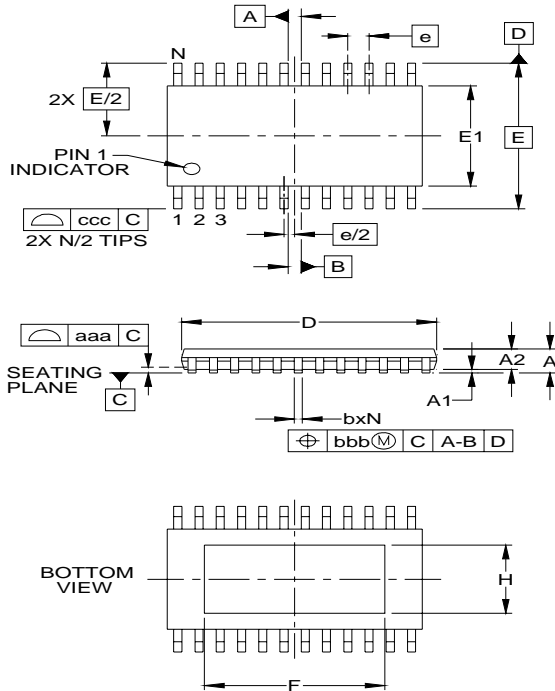 A
e
D
N
2X E/2
E1
E
PIN 1
INDICATOR
ccc C
1 2 3
2X N/2 TIPS
e/2
B
D
aaa C
A2
A
SEATING
PLANE
C
A1
bxN
bbb Ⓜ C A-B D
BOTTOM
VIEW
H
F